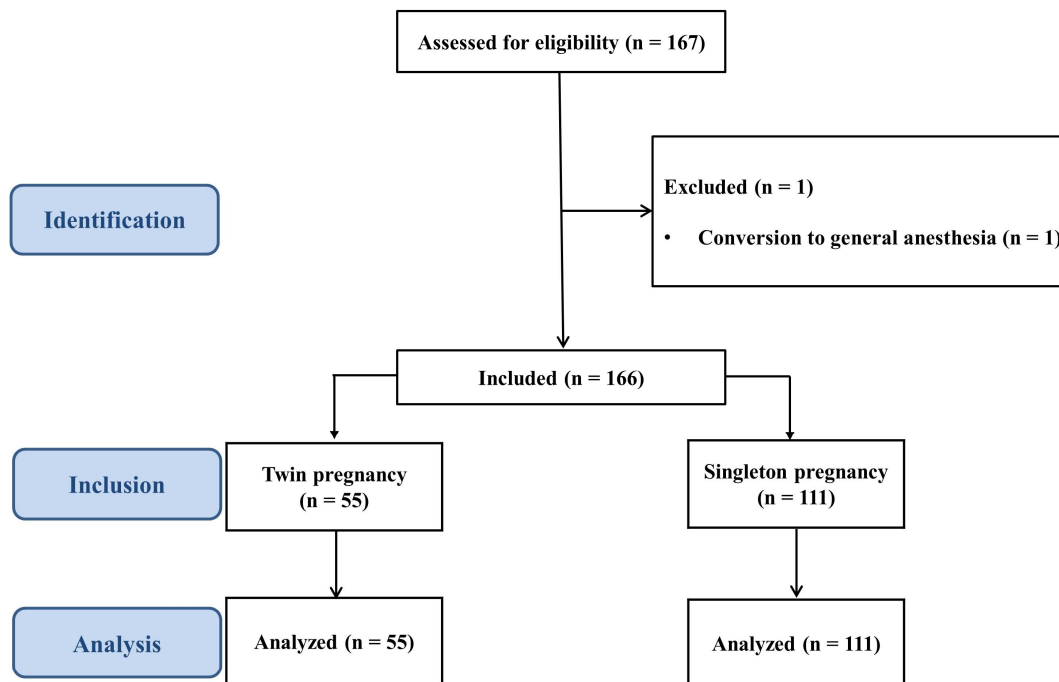 Assessed for eligibility (n = 167)
Identification
Excluded (n = 1)
• Conversion to general anesthesia (n = 1)
Included (n = 166)
Inclusion
Twin pregnancy
(n = 55)
Singleton pregnancy
(n = 111)
Analysis
Analyzed (n = 55)
Analyzed (n = 111)